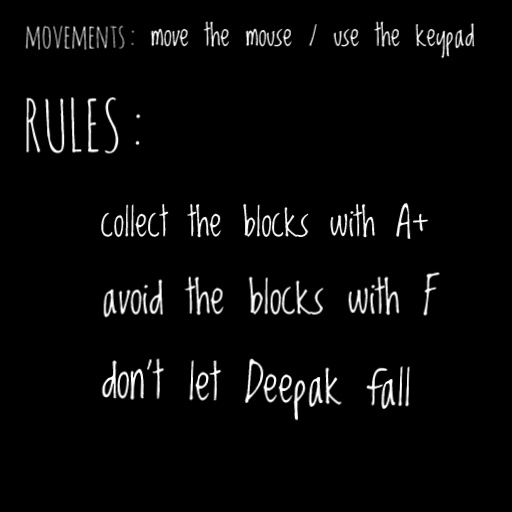 MOVEMENTS: move the mouse / use the keypad
RULES:
collect the blocks with A+
avoid the blocks with F
don't let Deepak fall